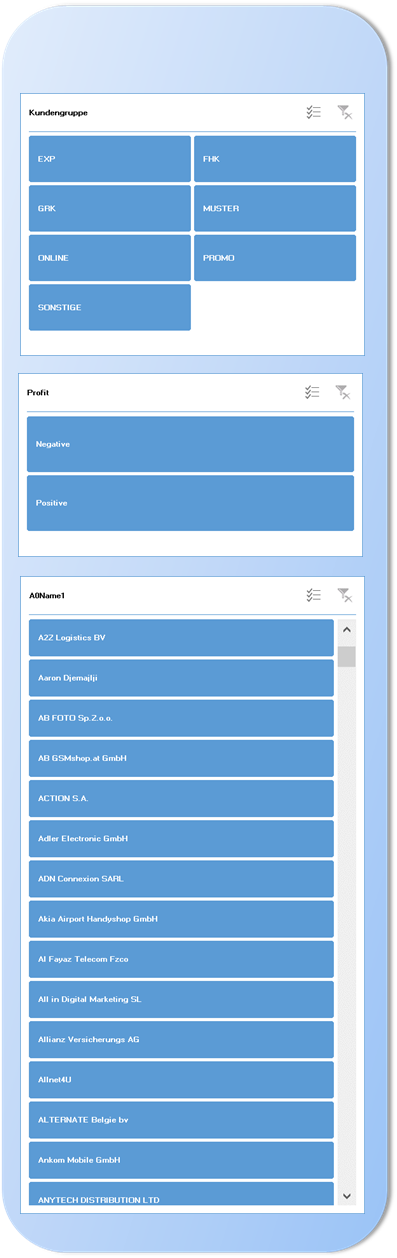 Kundengruppe
EXP
FHK
GRK
MUSTER
ONLINE
PROMO
SONSTIGE
Profit
Negative
Positive
A0Name1
A2Z Logistics BV
Aaron Djemajlji
AB FOTO Sp.Z.o.o.
AB GSMshop.at GmbH
ACTION S.A.
Adler Electronic GmbH
ADN Connexion SARL
Akia Airport Handyshop GmbH
Al Fayaz Telecom Fzco
All in Digital Marketing SL
Allianz Versicherungs AG
Allnet4U
ALTERNATE Belgie bv
Ankom Mobile GmbH
ANYTECH DISTRIBUTION LTD